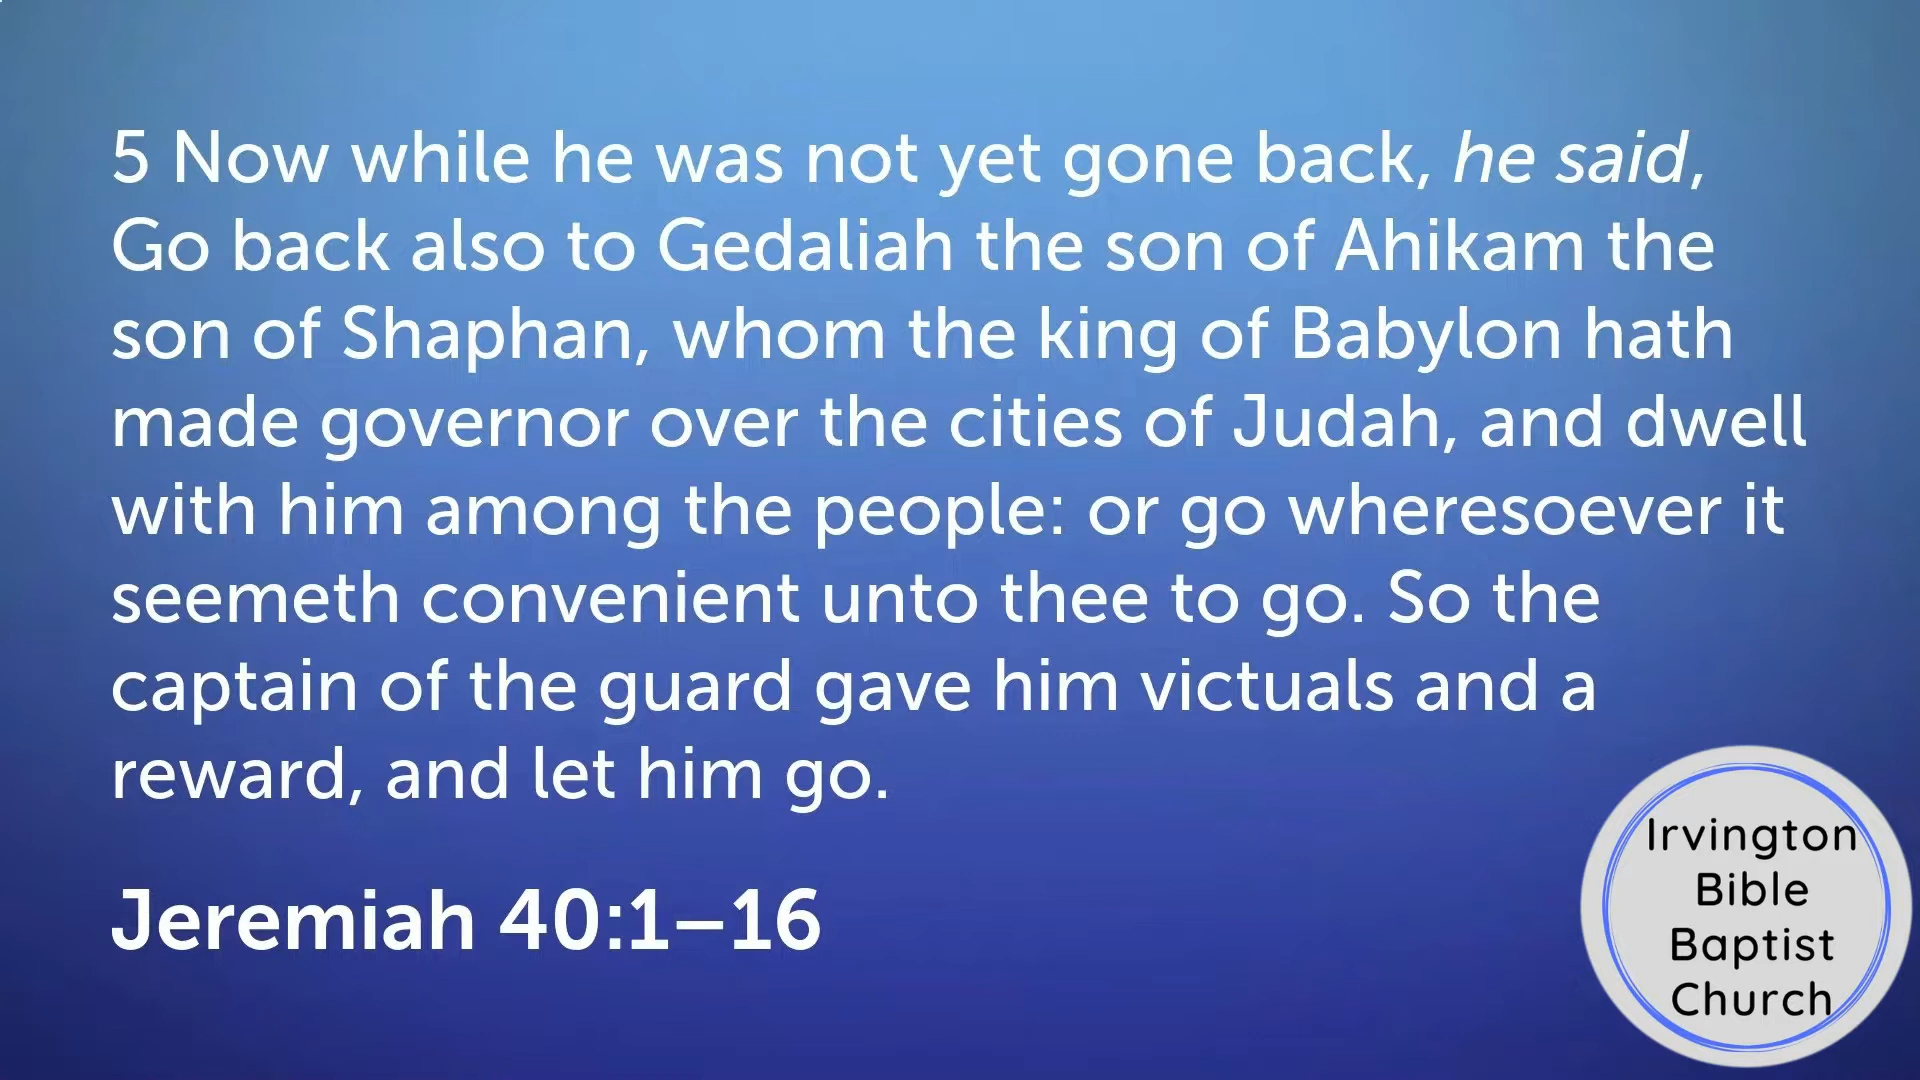 5 Now while he was not yet gone back, he said,
Go back also to Gedaliah the son of Ahikam the
son of Shaphan, whom the king of Babylon hath
made governor over the cities of Judah, and dwell
with him among the people: or go wheresoever it
seemeth convenient unto thee to go. So the
captain of the guard gave him victuals and a
reward, and let him go.
Jeremiah 40:1–16
Irvington
Bible
Baptist
Church